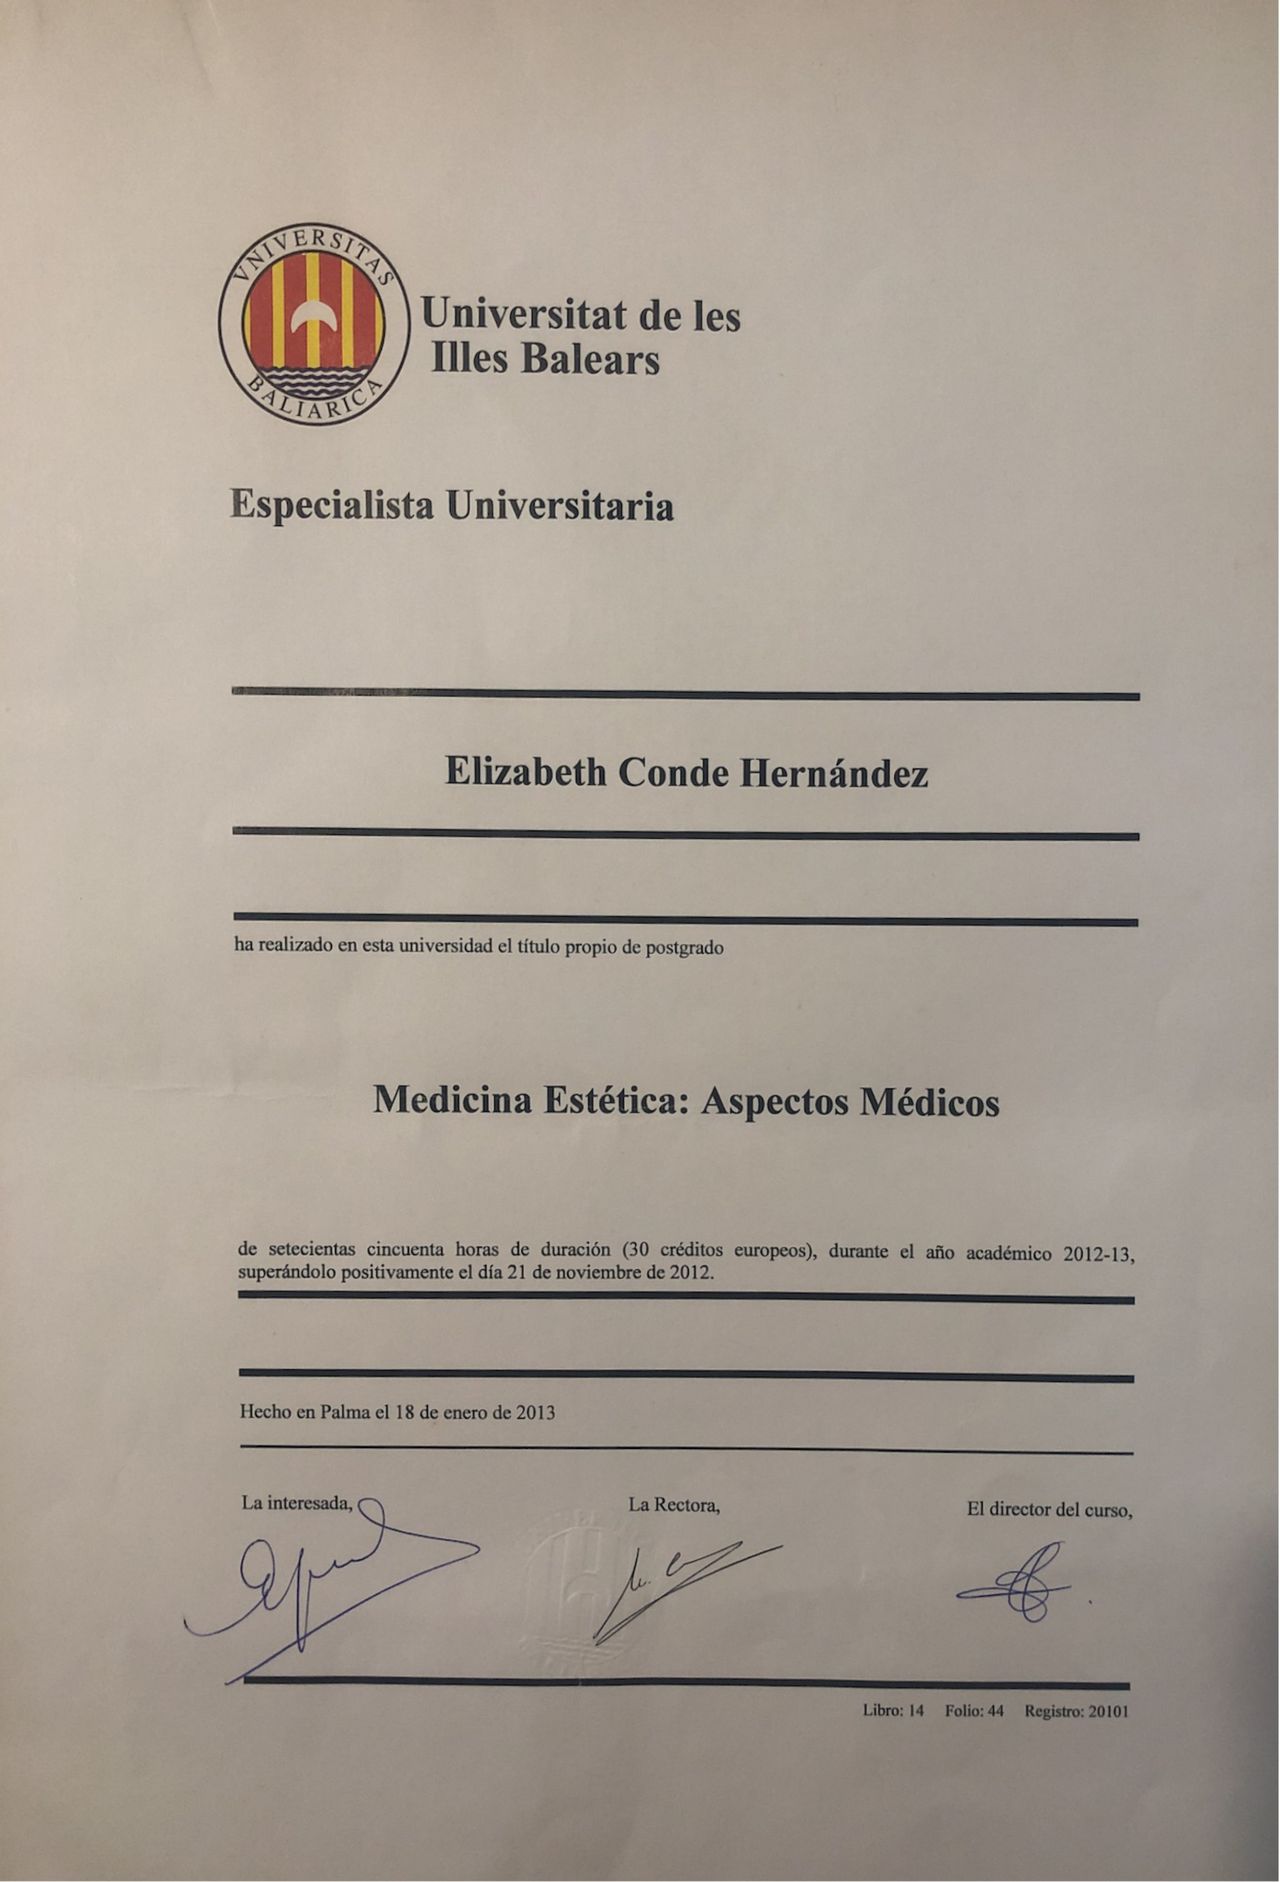 VNIVERSITAS
BALIARICA
Universitat de les
Illes Balears
Especialista Universitaria
Elizabeth Conde Hernández
ha realizado en esta universidad el título propio de postgrado
Medicina Estética: Aspectos Médicos
de setecientas cincuenta horas de duración (30 créditos europeos), durante el año académico 2012-13,
superándolo positivamente el día 21 de noviembre de 2012.
Hecho en Palma el 18 de enero de 2013
La interesada, La Rectora, El director del curso,
Libro: 14 Folio: 44 Registro: 20101